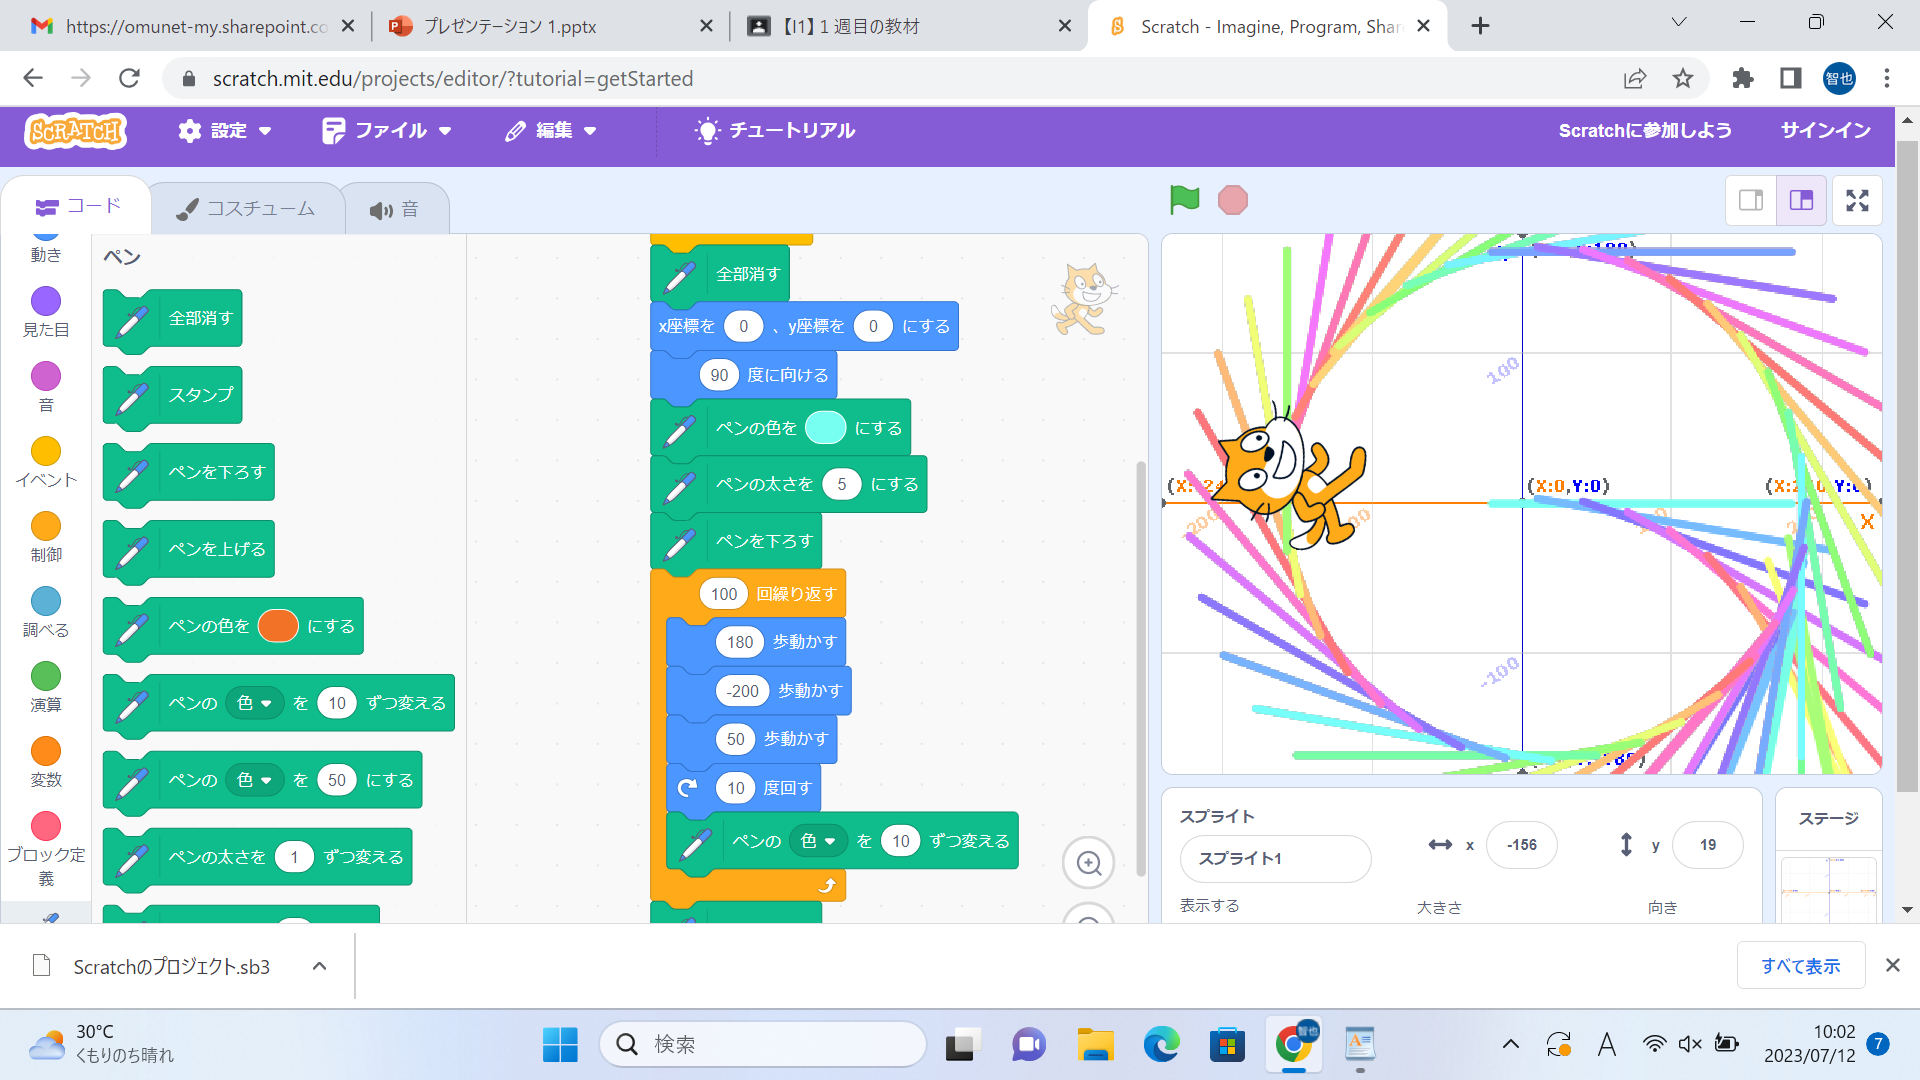 https://omunet-my.sharepoint.co
プレゼンテーション 1.pptx
【I1】１週目の教材
Scratch - Imagine, Program, Shar
scratch.mit.edu/projects/editor/?tutorial=getStarted
智也
SCRATCH
設定
ファイル
編集
チュートリアル
Scratchに参加しよう
サインイン
コード
コスチューム
音
動き
見た目
音
イベント
制御
調べる
演算
変数
ブロック定
義
ペン
全部消す
スタンプ
ペンを下ろす
ペンを上げる
ペンの色を にする
ペンの 色 を 10 ずつ変える
ペンの 色 を 50 にする
ペンの太さを 1 ずつ変える
全部消す
x座標を 0 、y座標を 0 にする
90 度に向ける
ペンの色を にする
ペンの太さを 5 にする
ペンを下ろす
100 回繰り返す
180 歩動かす
-200 歩動かす
50 歩動かす
10 度回す
ペンの 色 を 10 ずつ変える
100
(X:0,Y:0)
X
-200
-100
スプライト
スプライト1
x
-156
y
19
表示する
大きさ
向き
ステージ
Scratchのプロジェクト.sb3
すべて表示
30°C
くもりのち晴れ
検索
智也
A
10:02
2023/07/12
7